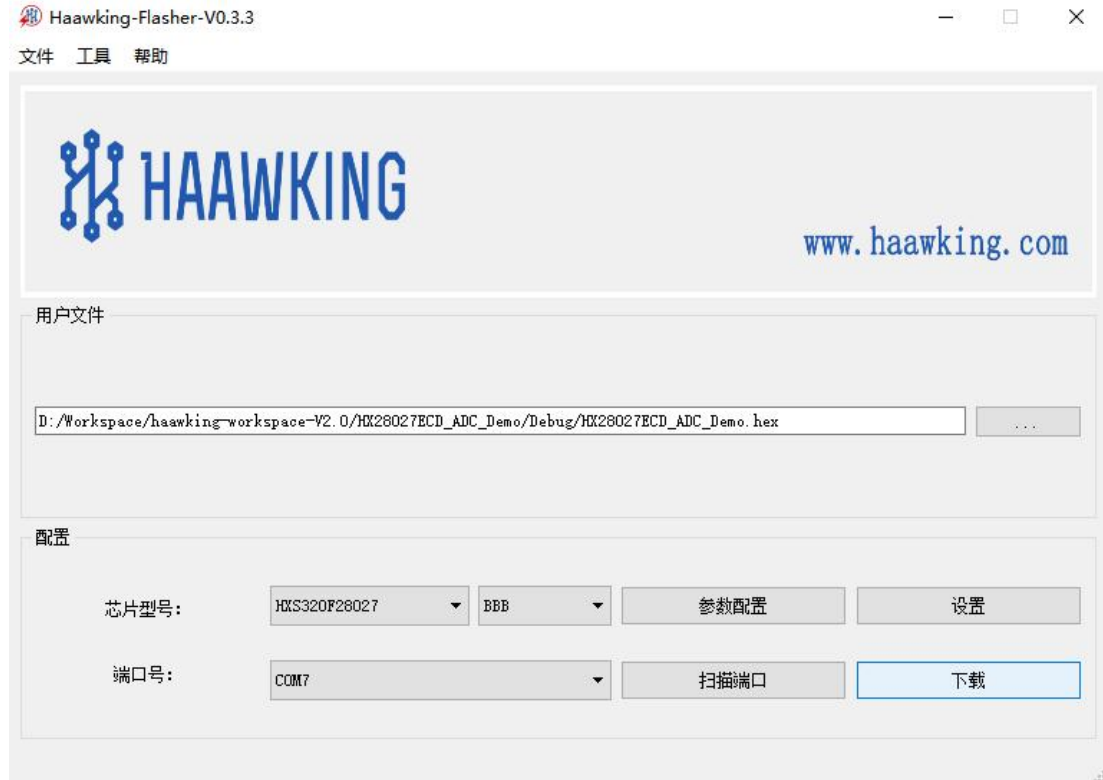 Haawking-Flasher-V0.3.3
文件 工具 帮助
HAAWKING
www.haawking.com
用户文件
D:/Workspace/haawking-workspace-V2.0/HX28027ECD_ADC_Demo/Debug/HX28027ECD_ADC_Demo.hex ...
配置
芯片型号: HXS320F28027 BBB 参数配置 设置
端口号: COM7 扫描端口 下载